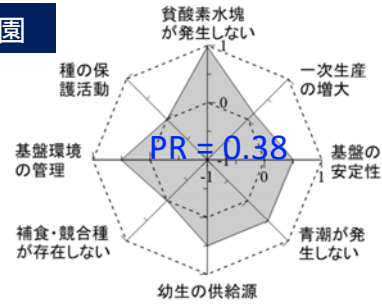 園
貧酸素水塊
が発生しない
1
種の保
護活動
一次生産
の増大
0
基盤環境
の管理
PR = 0.38
基盤の
安定性
-1
-1
0
1
補食・競合種
が存在しない
青潮が発
生しない
幼生の供給源